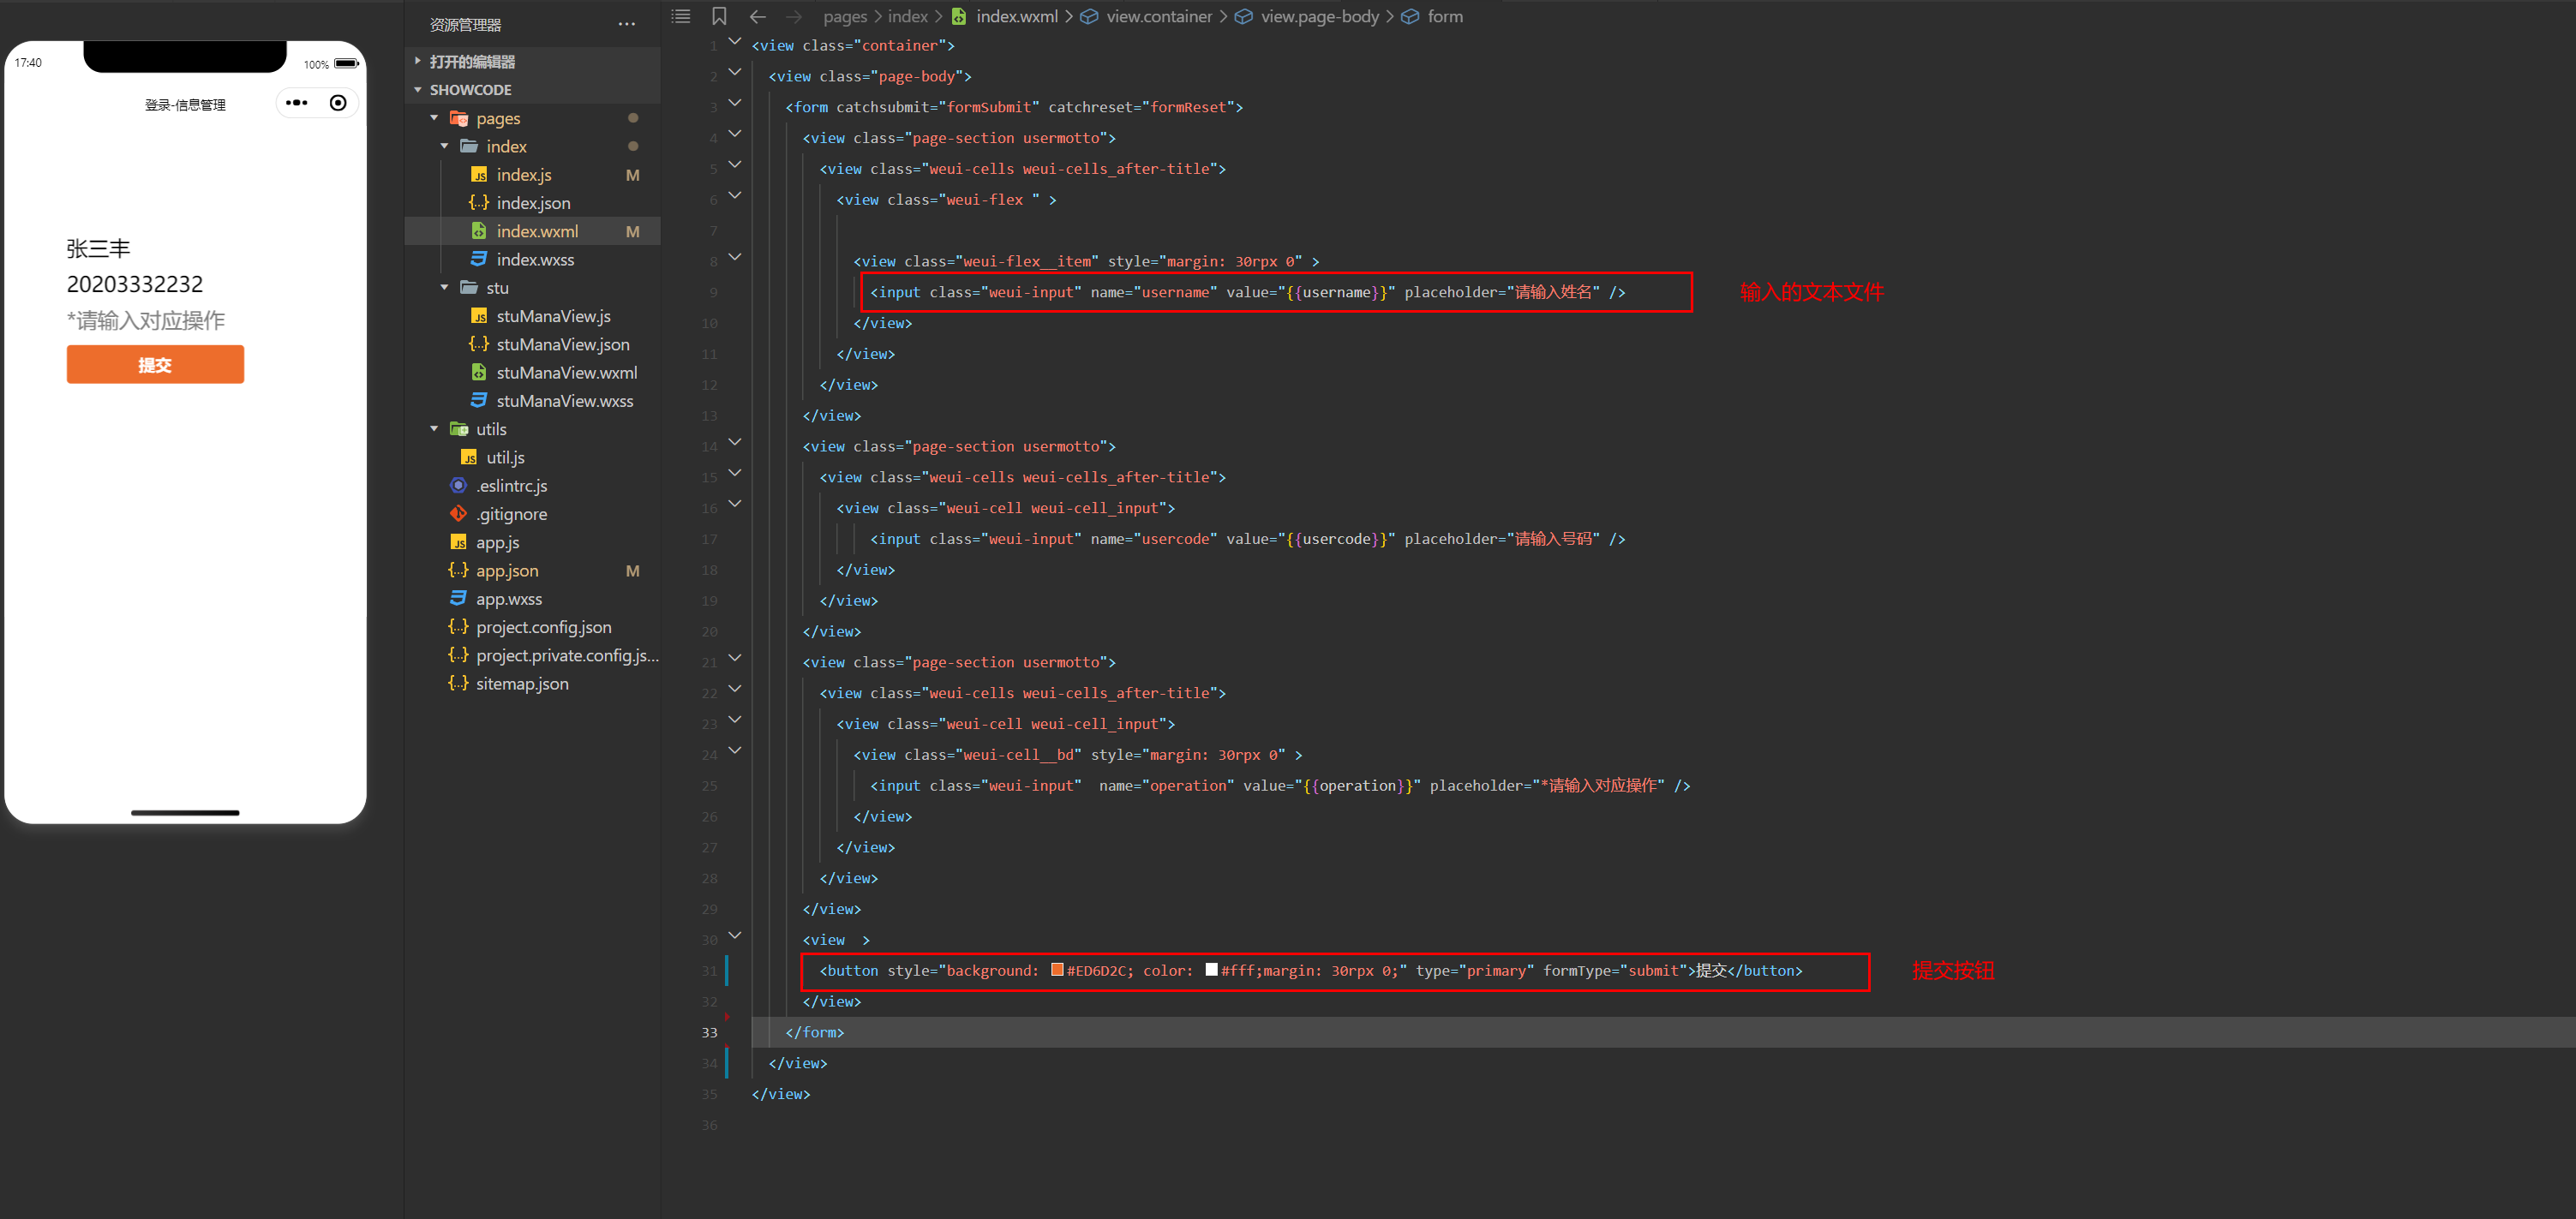 17:40
100%
登录-信息管理
张三丰
20203332232
*请输入对应操作
提交
资源管理器
打开的编辑器
SHOWCODE
pages
index
index.js M
index.json
index.wxml M
index.wxss
stu
stuManaView.js
stuManaView.json
stuManaView.wxml
stuManaView.wxss
utils
util.js
.eslintrc.js
.gitignore
app.js
app.json M
app.wxss
project.config.json
project.private.config.js...
sitemap.json
pages > index > index.wxml > view.container > view.page-body > form
1 <view class="container">
2 <view class="page-body">
3 <form catchsubmit="formSubmit" catchreset="formReset">
4 <view class="page-section usermotto">
5 <view class="weui-cells weui-cells_after-title">
6 <view class="weui-flex " >
7
8 <view class="weui-flex__item" style="margin: 30rpx 0" >
9 <input class="weui-input" name="username" value="{{username}}" placeholder="请输入姓名" /> 输入的文本文件
10 </view>
11 </view>
12 </view>
13 </view>
14 <view class="page-section usermotto">
15 <view class="weui-cells weui-cells_after-title">
16 <view class="weui-cell weui-cell_input">
17 <input class="weui-input" name="usercode" value="{{usercode}}" placeholder="请输入号码" />
18 </view>
19 </view>
20 </view>
21 <view class="page-section usermotto">
22 <view class="weui-cells weui-cells_after-title">
23 <view class="weui-cell weui-cell_input">
24 <view class="weui-cell__bd" style="margin: 30rpx 0" >
25 <input class="weui-input"  name="operation" value="{{operation}}" placeholder="*请输入对应操作" />
26 </view>
27 </view>
28 </view>
29 </view>
30 <view  >
31 <button style="background: #ED6D2C; color: #fff;margin: 30rpx 0;" type="primary" formType="submit">提交</button> 提交按钮
32 </view>
33 </form>
34 </view>
35 </view>
36